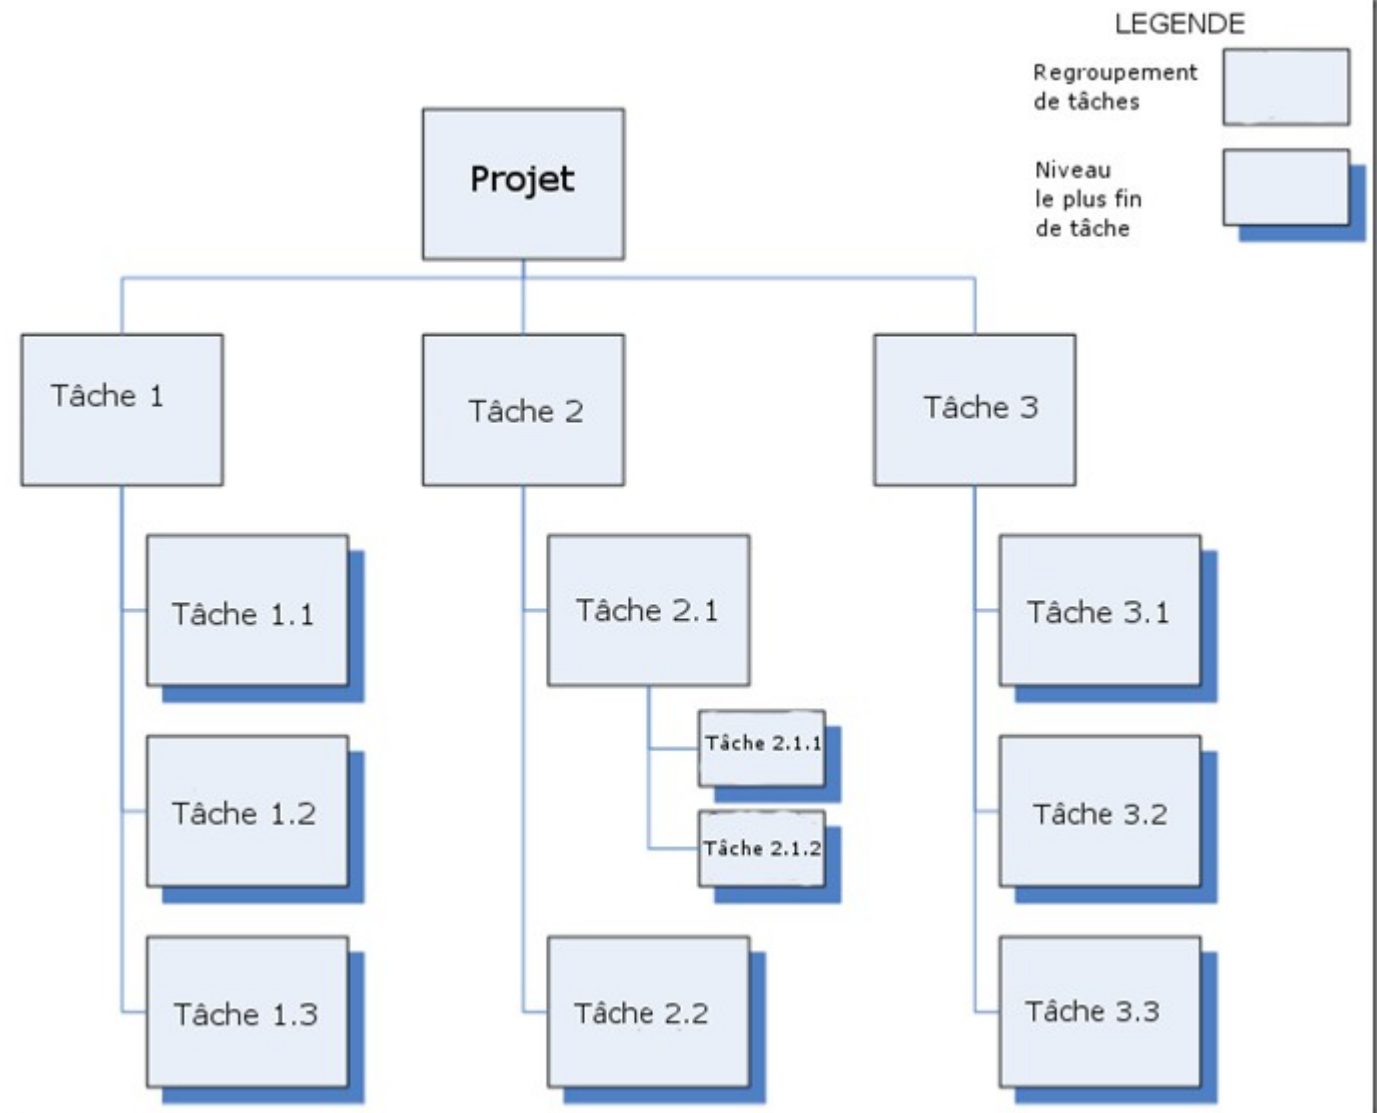 LEGENDE
Regroupement
de tâches
Niveau
le plus fin
de tâche
Projet
Tâche 1
Tâche 2
Tâche 3
Tâche 1.1
Tâche 2.1
Tâche 3.1
Tâche 2.1.1
Tâche 1.2
Tâche 3.2
Tâche 2.1.2
Tâche 1.3
Tâche 2.2
Tâche 3.3